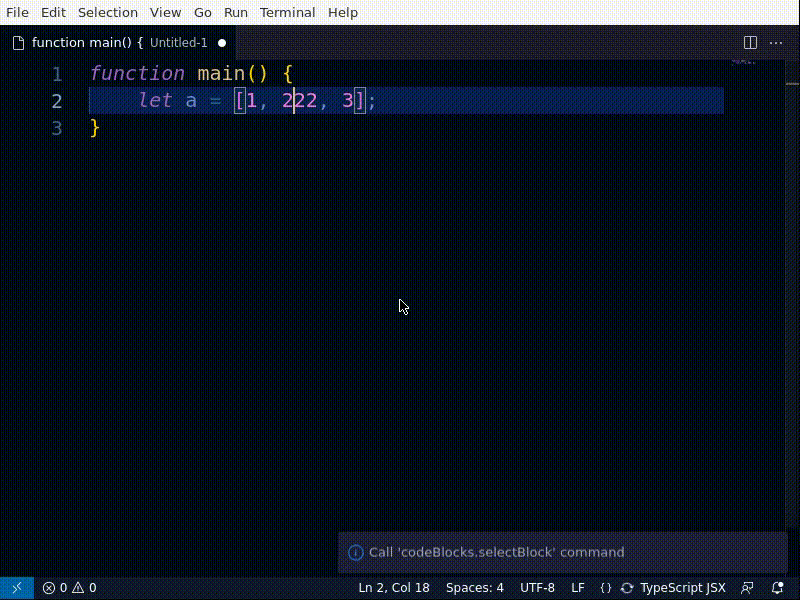 File Edit Selection View Go Run Terminal Help
function main() { Untitled-1
1 function main() {
2 let a = [1, 222, 3];
3 }
Call 'codeBlocks.selectBlock' command
0 0 Ln 2, Col 18 Spaces: 4 UTF-8 LF {} TypeScript JSX